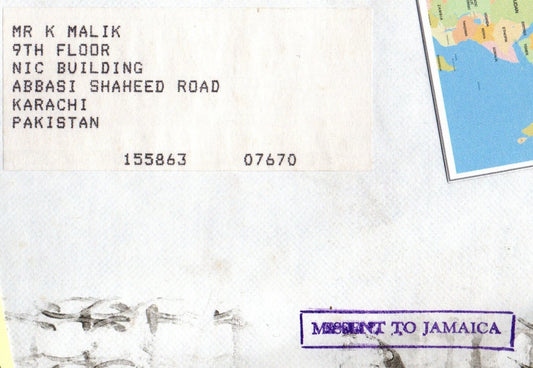 MR K MALIK
9TH FLOOR
NIC BUILDING
ABBASI SHAHEED ROAD
KARACHI
PAKISTAN
155863 07670
MISSENT TO JAMAICA